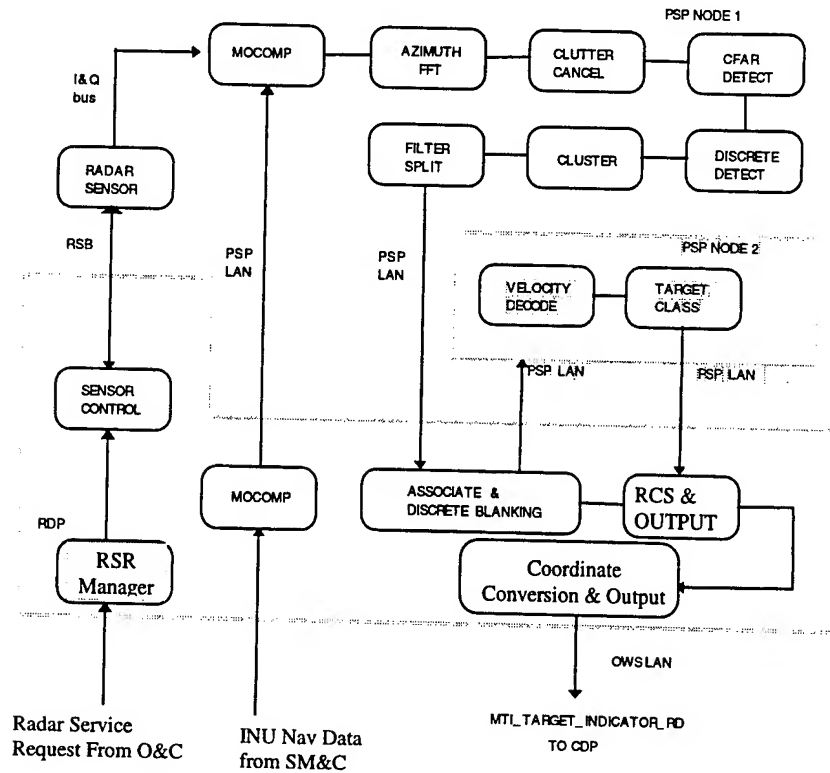 PSP NODE 1
MOCOMP
AZIMUTH
FFT
CLUTTER
CANCEL
CFAR
DETECT
I&Q
bus
RADAR
SENSOR
FILTER
SPLIT
CLUSTER
DISCRETE
DETECT
RSB
PSP
LAN
PSP
LAN
PSP NODE 2
VELOCITY
DECODE
TARGET
CLASS
PSP LAN
PSP LAN
SENSOR
CONTROL
MOCOMP
ASSOCIATE &
DISCRETE BLANKING
RCS &
OUTPUT
RDP
RSR
Manager
Coordinate
Conversion & Output
OWS LAN
Radar Service
Request From O&C
INU Nav Data
from SM&C
MTI_TARGET_INDICATOR_RD
TO CDP